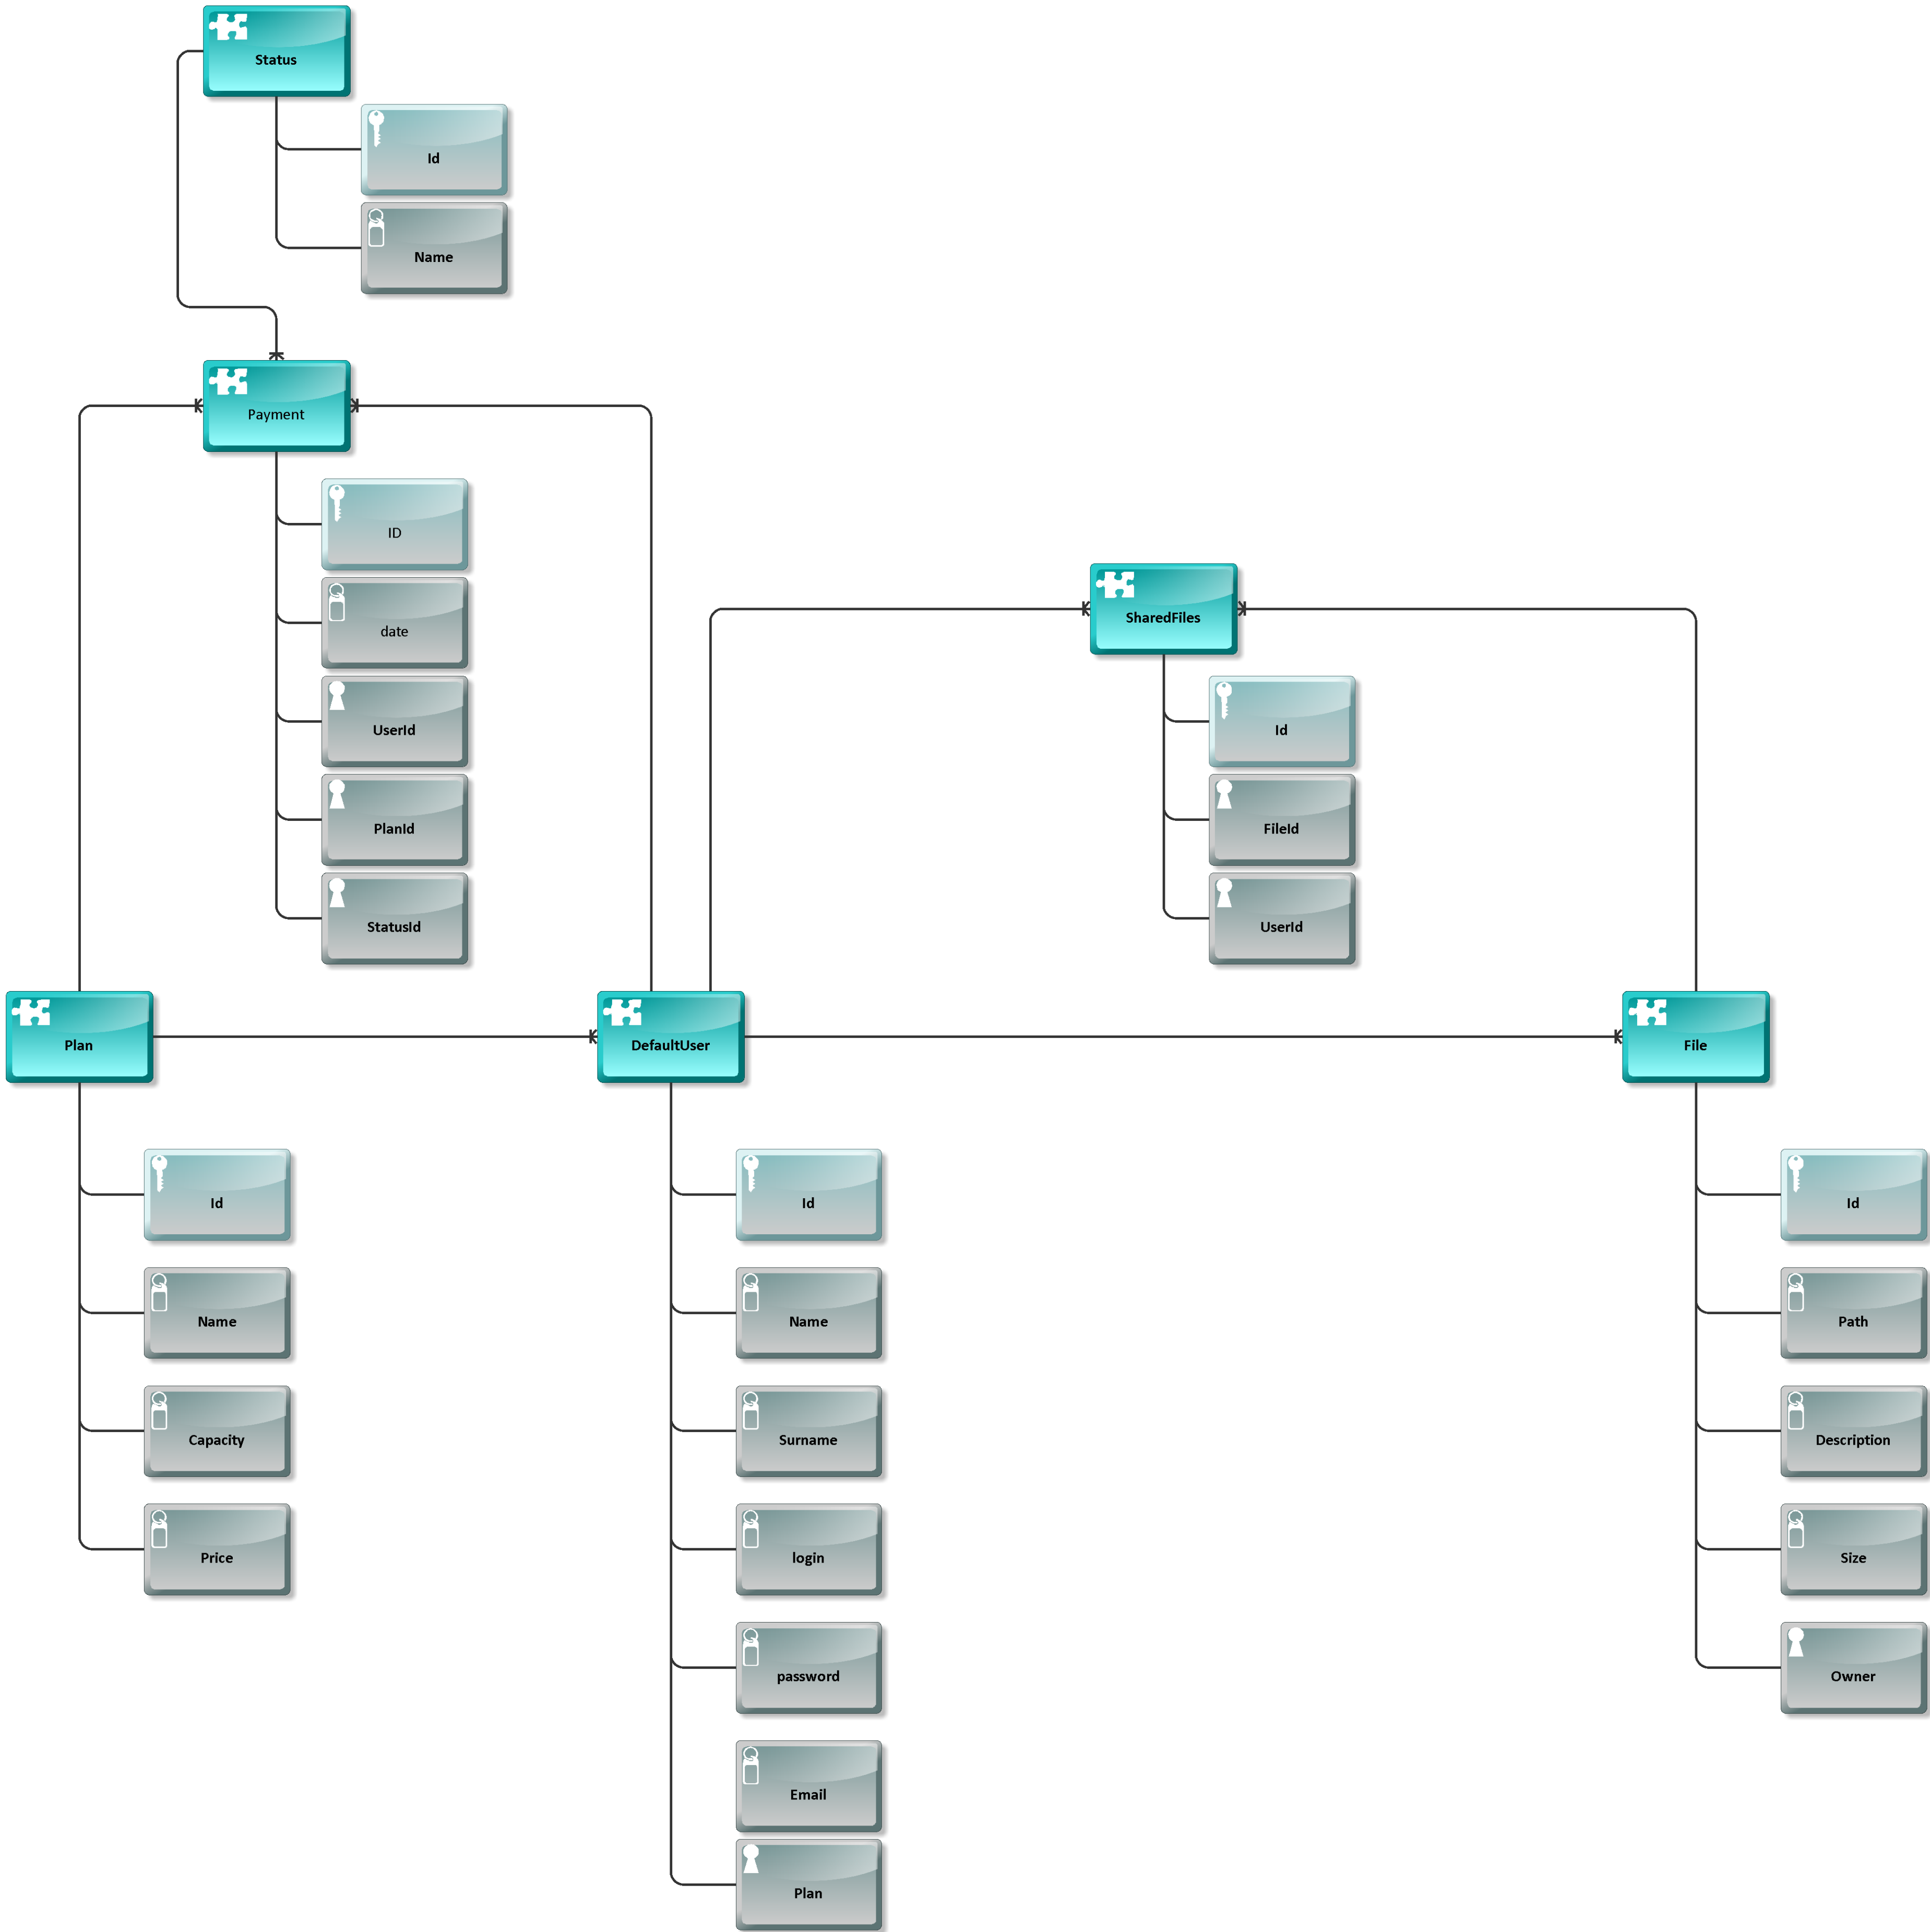 Status
Id
Name
Payment
ID
date
UserId
PlanId
StatusId
SharedFiles
Id
FileId
UserId
Plan
Id
Name
Capacity
Price
DefaultUser
Id
Name
Surname
login
password
Email
Plan
File
Id
Path
Description
Size
Owner